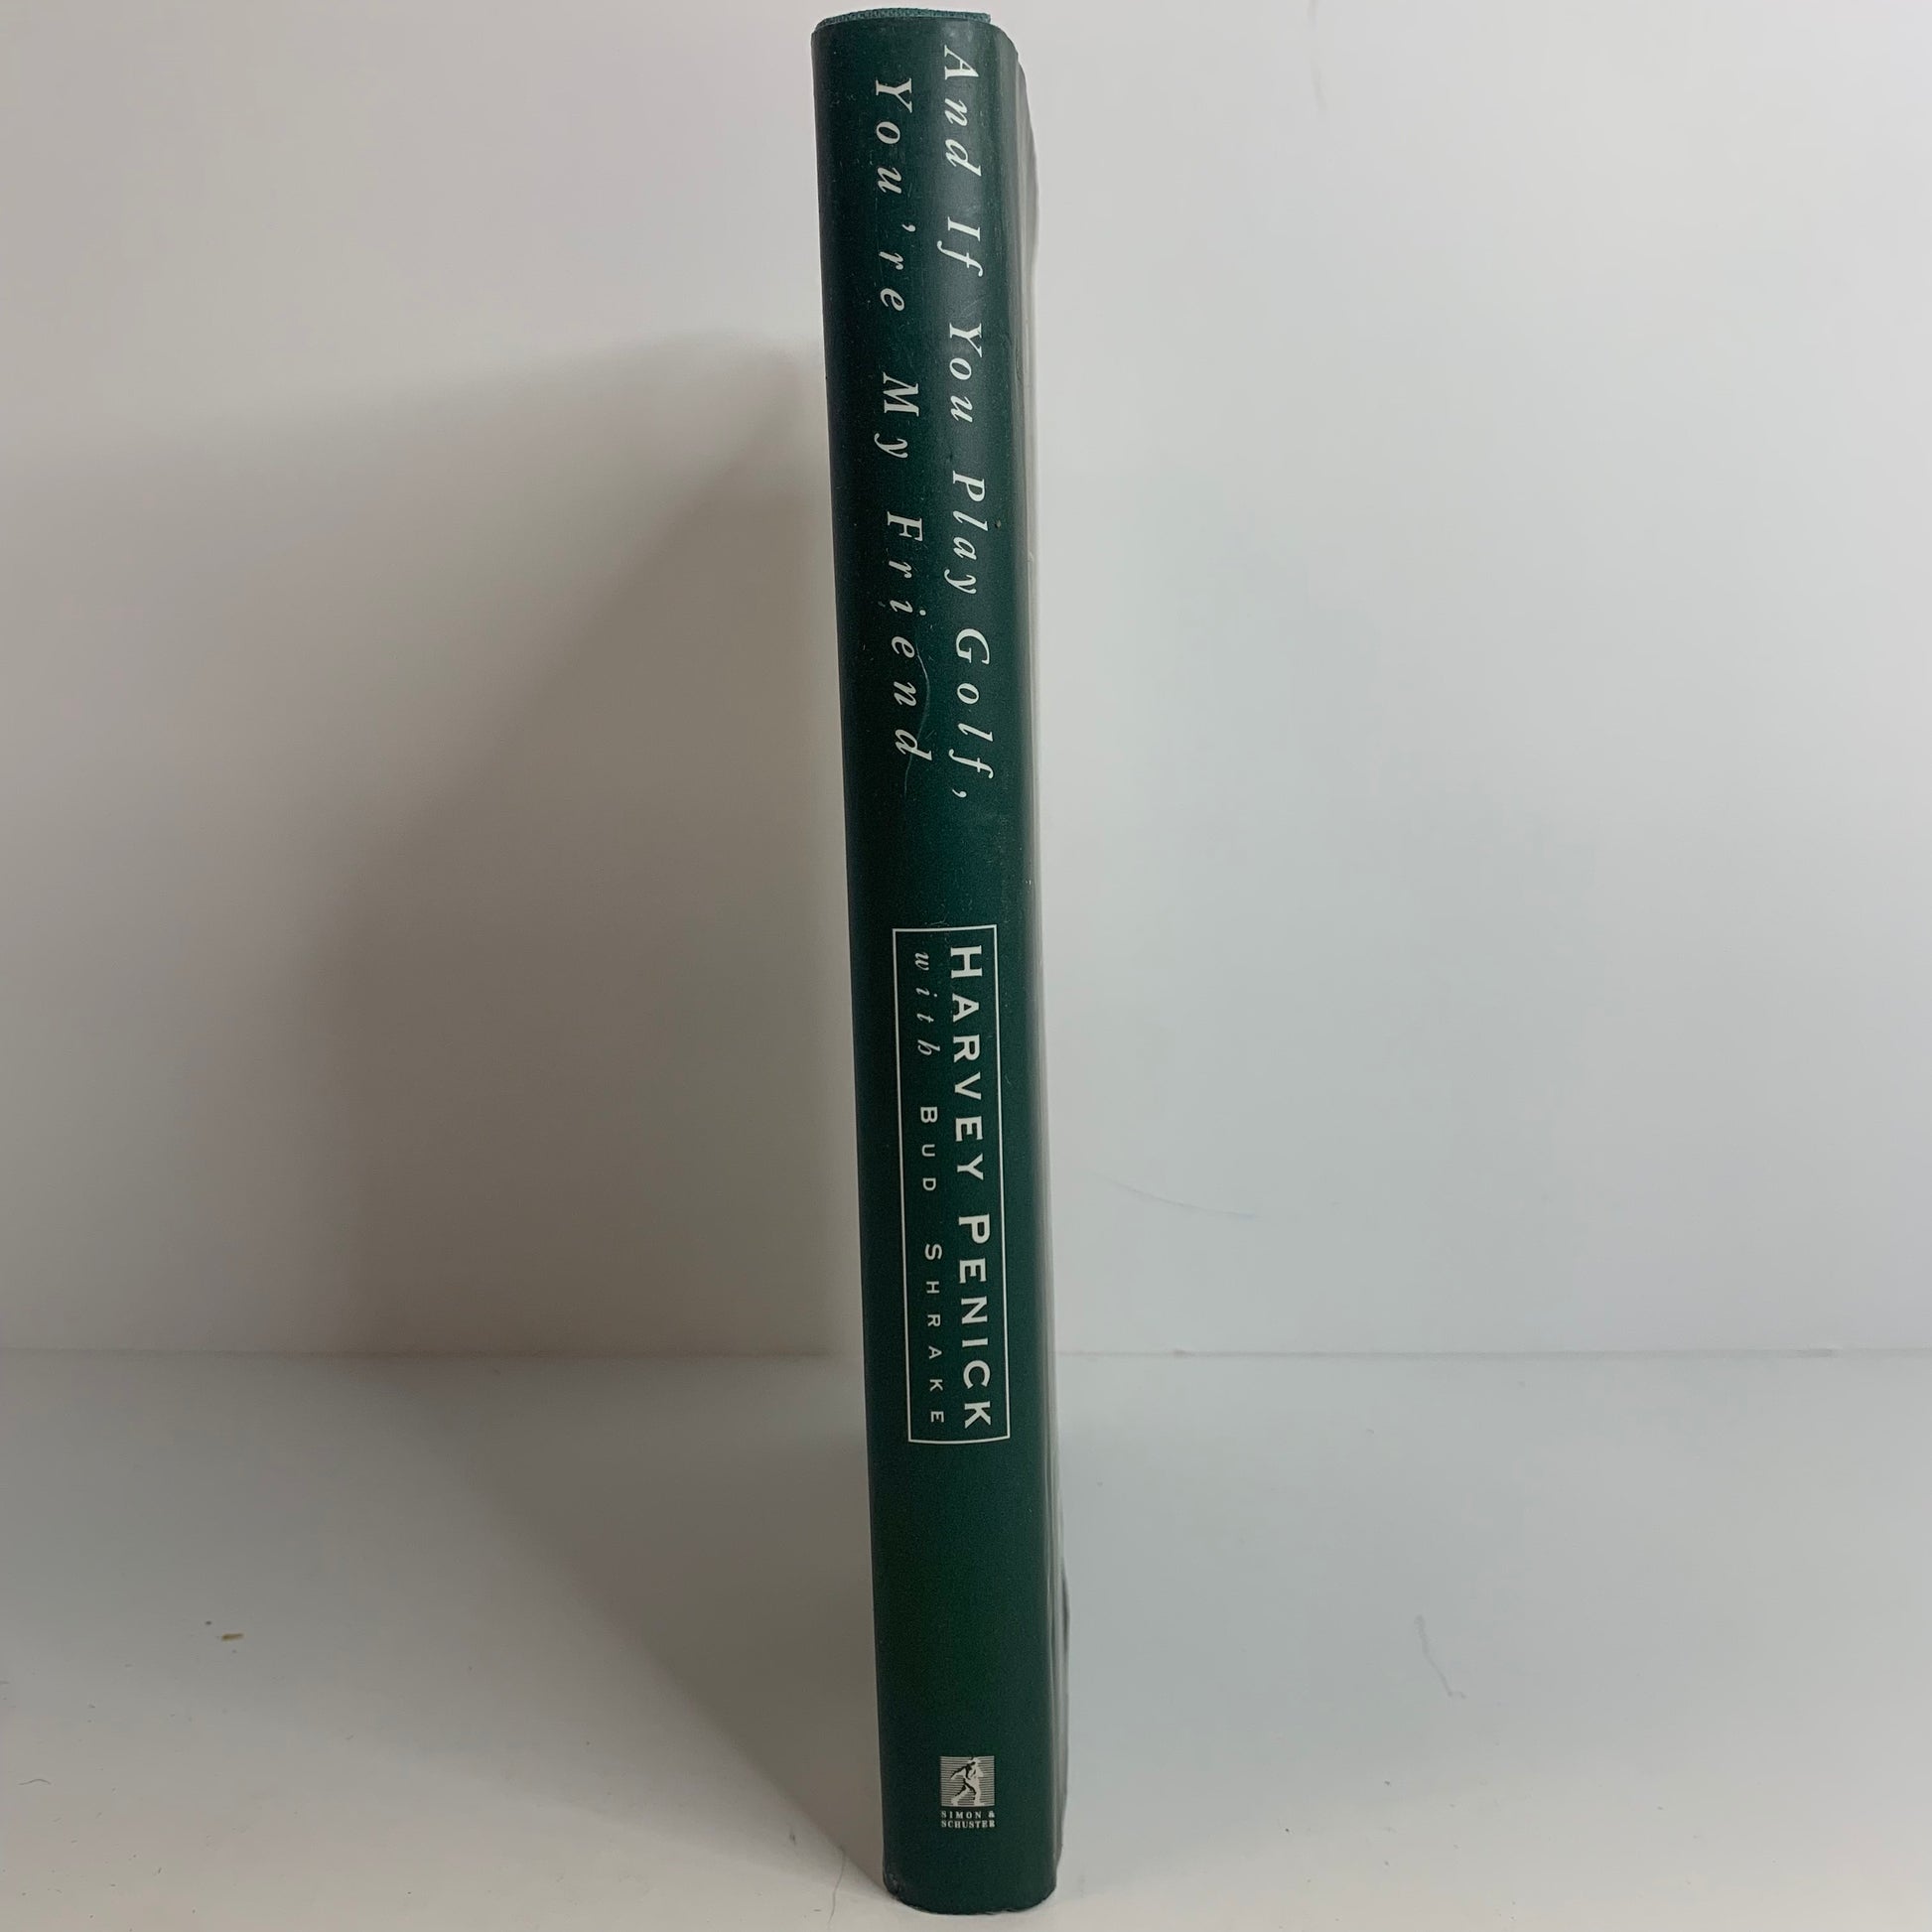 And If You Play Golf,
You're My Friend
HARVEY PENICK
with BUD SHRAKE
SIMON &
SCHUSTER